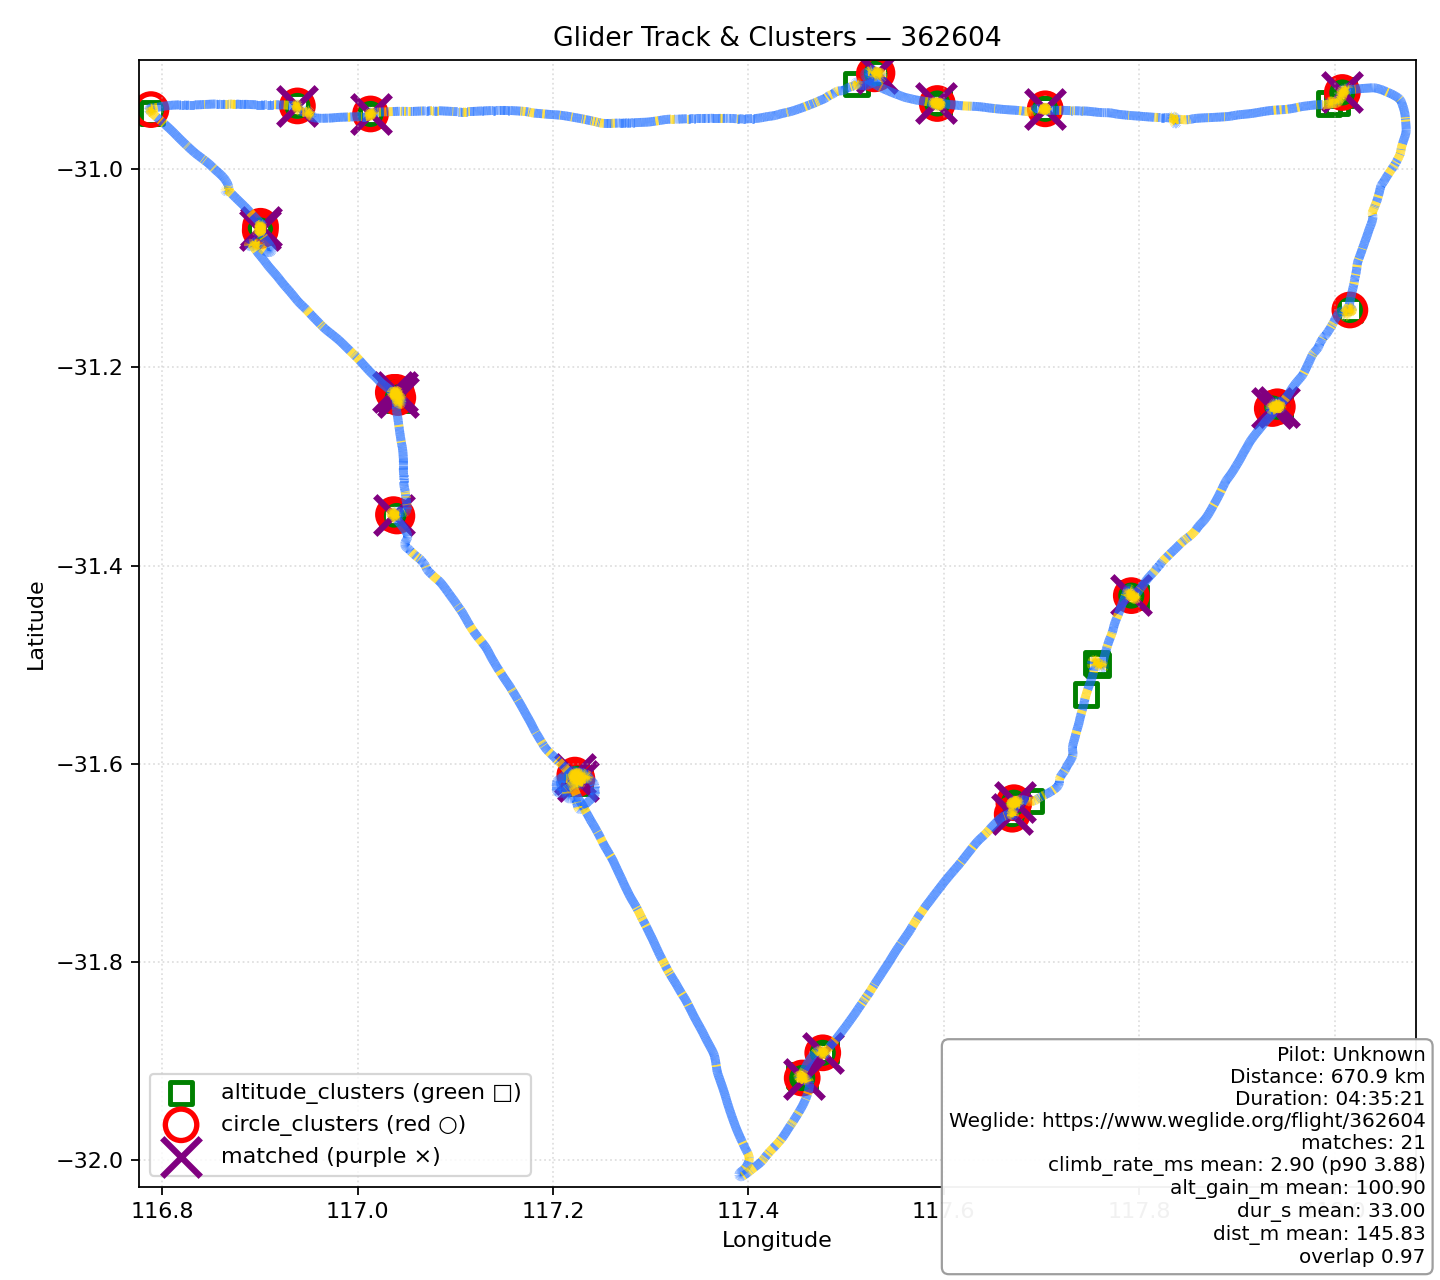 Glider Track & Clusters — 362604
Latitude
−31.0
−31.2
−31.4
−31.6
−31.8
−32.0
altitude_clusters (green □)
circle_clusters (red ○)
matched (purple ×)
Pilot: Unknown
Distance: 670.9 km
Duration: 04:35:21
Weglide: https://www.weglide.org/flight/362604
matches: 21
climb_rate_ms mean: 2.90 (p90 3.88)
alt_gain_m mean: 100.90
dur_s mean: 33.00
dist_m mean: 145.83
overlap 0.97
116.8 117.0 117.2 117.4 117.6 117.8
Longitude